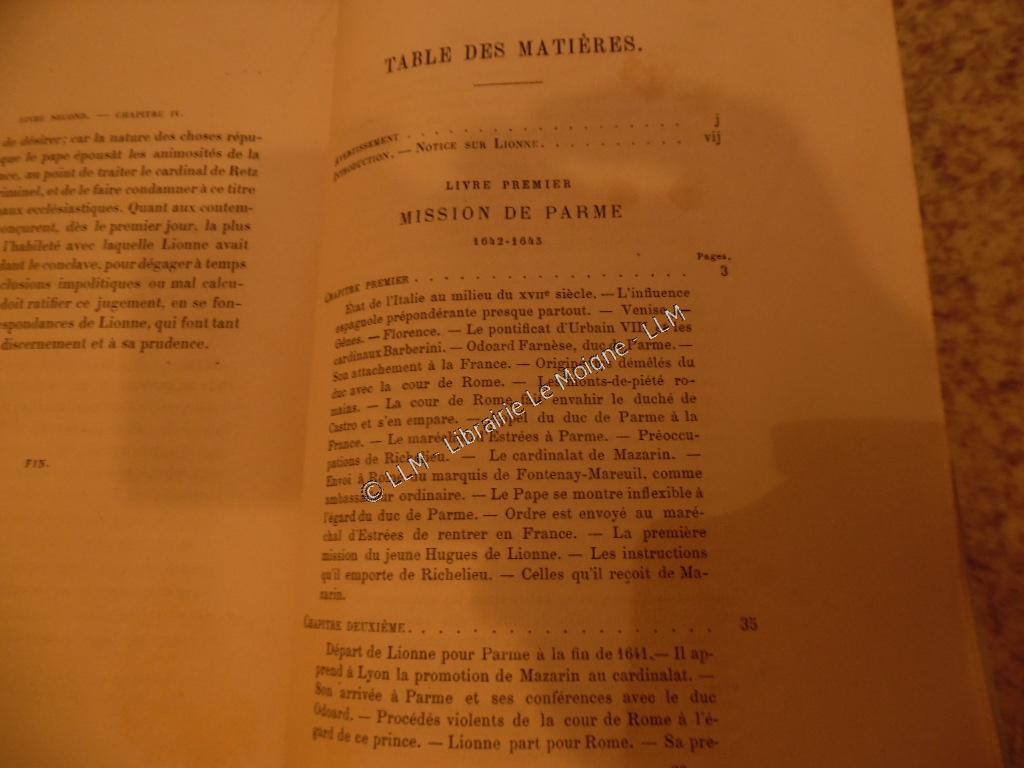 LIVRE SECOND. — CHAPITRE IV.
de désirer; car la nature des choses répu-
que le pape épousât les animosités de la
nce, au point de traiter le cardinal de Retz
riminel, et de le faire condamner à ce titre
aux ecclésiastiques. Quant aux contem-
onçurent, dès le premier jour, la plus
l'habileté avec laquelle Lionne avait
dant le conclave, pour dégager à temps
clusions impolitiques ou mal calcu-
doit ratifier ce jugement, en se fon-
spondances de Lionne, qui font tant
discernement et à sa prudence.
FIN.
TABLE DES MATIÈRES.
AVERTISSEMENT . . . . . . . . . . . . . . . . . j
INTRODUCTION. — NOTICE SUR LIONNE. . . . . . . . . . vij
LIVRE PREMIER
MISSION DE PARME
1642-1643
Pages.
CHAPITRE PREMIER . . . . . . . . . . . . . . . . . 3
État de l'Italie au milieu du XVIIe siècle. — L'influence
espagnole prépondérante presque partout. — Venise. —
Gênes. — Florence. — Le pontificat d'Urbain VIII les
cardinaux Barberini. — Odoard Farnèse, duc de Parme. —
Son attachement à la France. — Origine démêlés du
duc avec la cour de Rome. — Les monts-de-piété ro-
mains. — La cour de Rome fait envahir le duché de
Castro et s'en empare. — Appel du duc de Parme à la
France. — Le maréchal d'Estrées à Parme. — Préoccu-
pations de Richelieu. — Le cardinalat de Mazarin. —
Envoi à Rome du marquis de Fontenay-Mareuil, comme
ambassadeur ordinaire. — Le Pape se montre inflexible à
l'égard du duc de Parme. — Ordre est envoyé au maré-
chal d'Estrées de rentrer en France. — La première
mission du jeune Hugues de Lionne. — Les instructions
qu'il emporte de Richelieu. — Celles qu'il reçoit de Ma-
zarin.
CHAPITRE DEUXIÈME. . . . . . . . . . . . . . . . . 35
Départ de Lionne pour Parme à la fin de 1641. — Il ap-
prend à Lyon la promotion de Mazarin au cardinalat. —
Son arrivée à Parme et ses conférences avec le duc
Odoard. — Procédés violents de la cour de Rome à l'é-
gard de ce prince. — Lionne part pour Rome. — Sa pre-
© LLM - Librairie Le Moigne - LLM